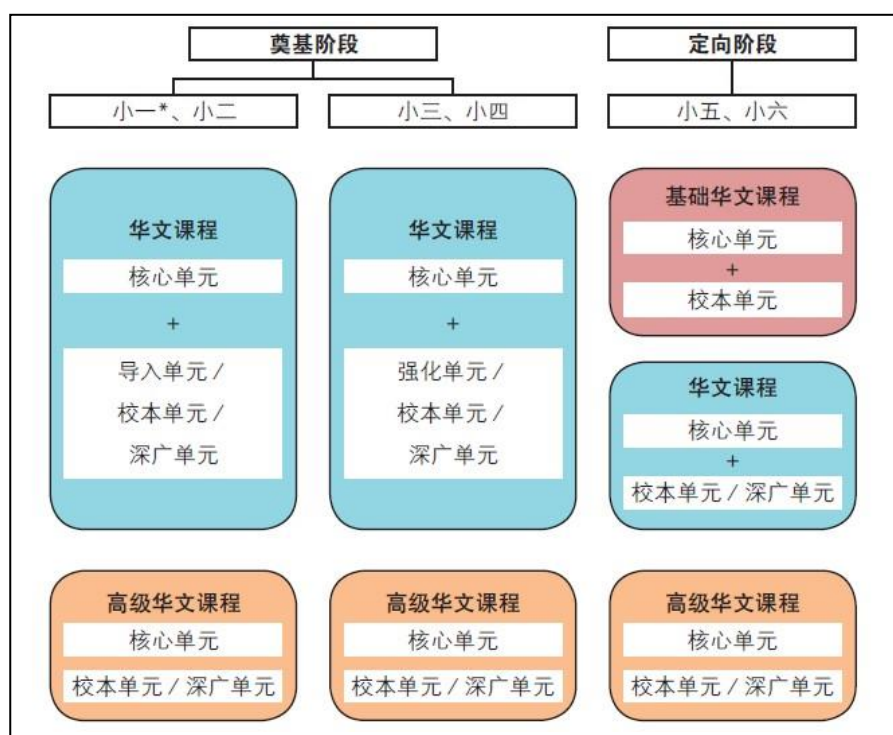 奠基阶段
定向阶段
小一*、小二
小三、小四
小五、小六
华文课程
核心单元
+
导入单元 /
校本单元 /
深广单元
华文课程
核心单元
+
强化单元 /
校本单元 /
深广单元
基础华文课程
核心单元
+
校本单元
华文课程
核心单元
+
校本单元 / 深广单元
高级华文课程
核心单元
校本单元 / 深广单元
高级华文课程
核心单元
校本单元 / 深广单元
高级华文课程
核心单元
校本单元 / 深广单元